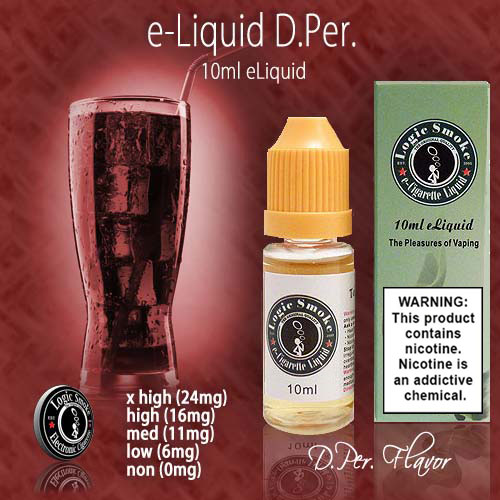 e-Liquid D.Per.
10ml eLiquid
Logic Smoke
e-Cigarette Liquid
10ml eLiquid
The Pleasures of Vaping
WARNING:
This product
contains
nicotine.
Nicotine is
an addictive
chemical.
Logic Smoke
e-Cigarette Liquid
10ml
Logic Smoke
Electronic Cigarettes
x high (24mg)
high (16mg)
med (11mg)
low (6mg)
non (0mg)
D.Per. Flavor